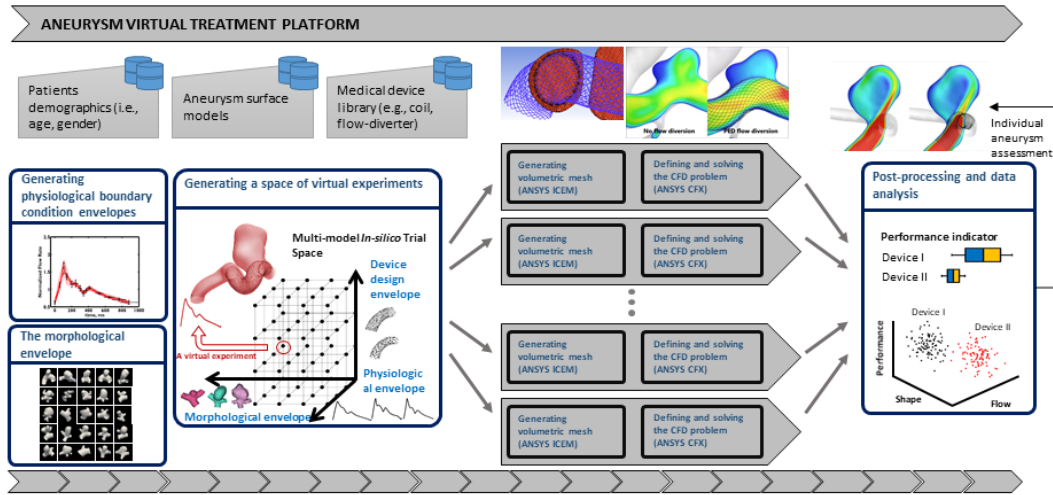 ANEURYSM VIRTUAL TREATMENT PLATFORM
Patients
demographics (i.e.,
age, gender)
Aneurysm surface
models
Medical device
library (e.g., coil,
flow-diverter)
No flow diversion
PED flow diversion
Individual
aneurysm
assessment
Generating
physiological boundary
condition envelopes
Normalised Flow Rate
time, ms
The morphological
envelope
Generating a space of virtual experiments
Multi-model In-silico Trial
Space
Device
design
envelope
A virtual experiment
Physiologic
al envelope
Morphological envelope
Generating
volumetric mesh
(ANSYS ICEM)
Defining and solving
the CFD problem
(ANSYS CFX)
Generating
volumetric mesh
(ANSYS ICEM)
Defining and solving
the CFD problem
(ANSYS CFX)
Generating
volumetric mesh
(ANSYS ICEM)
Defining and solving
the CFD problem
(ANSYS CFX)
Generating
volumetric mesh
(ANSYS ICEM)
Defining and solving
the CFD problem
(ANSYS CFX)
Post-processing and data
analysis
Performance indicator
Device I
Device II
Device I
Device II
Performance
Shape
Flow